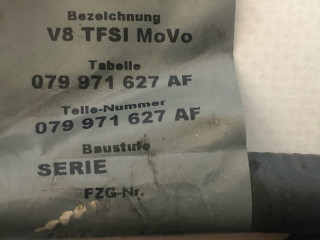 Bezeichnung
V8 TFSI MoVo
Tabelle
079 971 627 AF
Teile-Nummer
079 971 627 AF
Baustufe
SERIE
FZG-Nr.